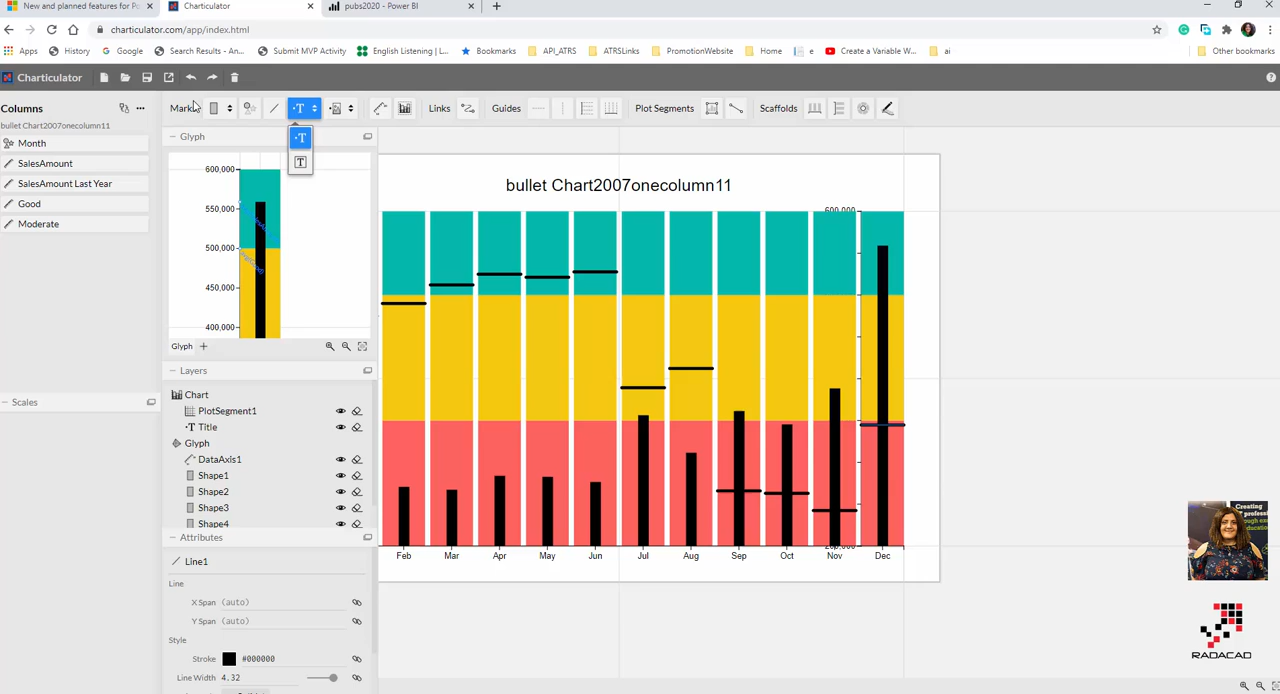 New and planned features for Po
Charticulator
pubs2020 - Power BI
charticulator.com/app/index.html
Apps
History
Google
Search Results - An...
Submit MVP Activity
English Listening | L...
Bookmarks
API_ATRS
ATRSLinks
PromotionWebsite
Home
e
Create a Variable W...
ai
Other bookmarks
Charticulator
Columns
bullet Chart2007onecolumn11
Month
SalesAmount
SalesAmount Last Year
Good
Moderate
Scales
Marks
Links
Guides
Plot Segments
Scaffolds
Glyph
600,000
550,000
500,000
450,000
400,000
Glyph
Layers
Chart
PlotSegment1
Title
Glyph
DataAxis1
Shape1
Shape2
Shape3
Shape4
Attributes
Line1
Line
X Span (auto)
Y Span (auto)
Style
Stroke #000000
Line Width 4.32
bullet Chart2007onecolumn11
600,000
Feb Mar Apr May Jun Jul Aug Sep Oct Nov Dec
Creating
RADACAD